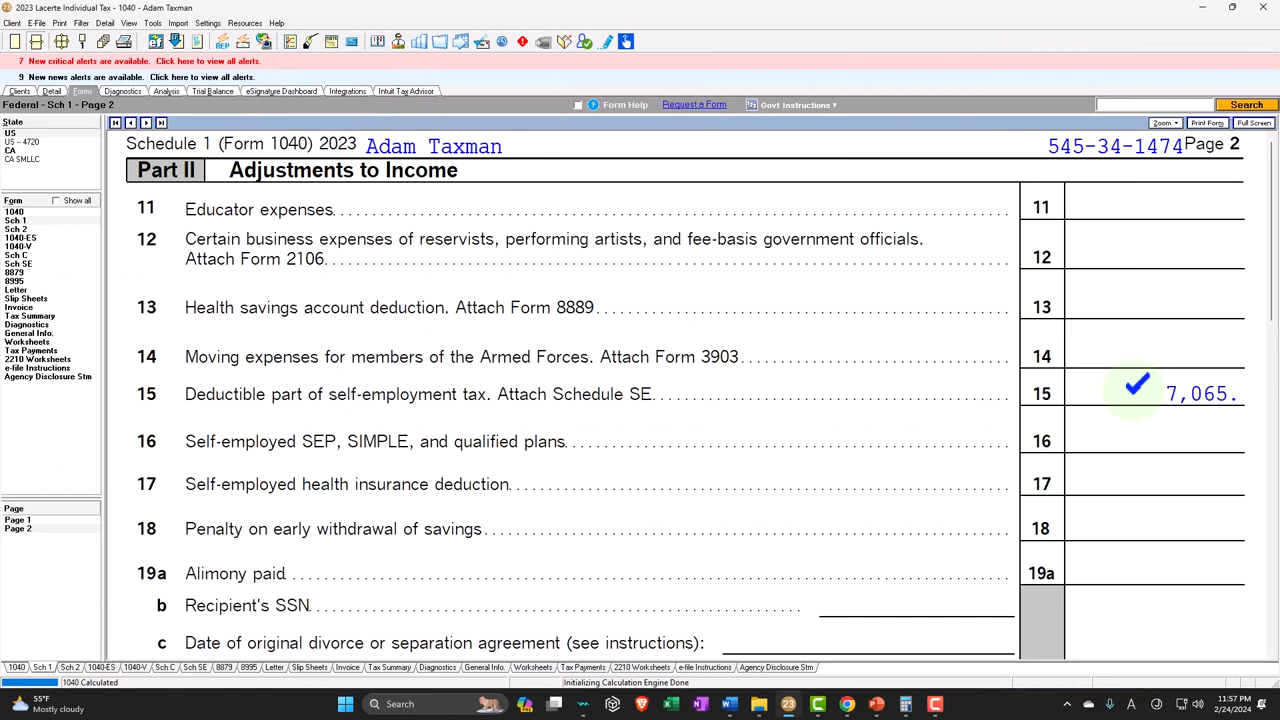 2023 Lacerte Individual Tax - 1040 - Adam Taxman
Client E-File Print Filter Detail View Tools Import Settings Resources Help
7 New critical alerts are available. Click here to view all alerts.
9 New news alerts are available. Click here to view all alerts.
Clients Detail Forms Diagnostics Analysis Trial Balance eSignature Dashboard Integrations Intuit Tax Advisor
Federal - Sch 1 - Page 2
Form Help Request a Form Govt Instructions Search
State
US
US - 4720
CA
CA SMLLC
Zoom Print Form Full Screen
Form Show all
1040
Sch 1
Sch 2
1040-ES
1040-V
Sch C
Sch SE
8879
8995
Letter
Slip Sheets
Invoice
Tax Summary
Diagnostics
General Info.
Worksheets
Tax Payments
2210 Worksheets
e-file Instructions
Agency Disclosure Stm
Page
Page 1
Page 2
Schedule 1 (Form 1040) 2023 Adam Taxman 545-34-1474 Page 2
Part II Adjustments to Income
11 Educator expenses 11
12 Certain business expenses of reservists, performing artists, and fee-basis government officials.
Attach Form 2106 12
13 Health savings account deduction. Attach Form 8889 13
14 Moving expenses for members of the Armed Forces. Attach Form 3903 14
15 Deductible part of self-employment tax. Attach Schedule SE 15 7,065.
16 Self-employed SEP, SIMPLE, and qualified plans 16
17 Self-employed health insurance deduction 17
18 Penalty on early withdrawal of savings 18
19a Alimony paid 19a
b Recipient's SSN
c Date of original divorce or separation agreement (see instructions):
1040 Sch 1 Sch 2 1040-ES 1040-V Sch C Sch SE 8879 8995 Letter Slip Sheets Invoice Tax Summary Diagnostics General Info. Worksheets Tax Payments 2210 Worksheets e-file Instructions Agency Disclosure Stm
1040 Calculated Initializing Calculation Engine Done
55°F
Mostly cloudy
Search
11:57 PM
2/24/2024